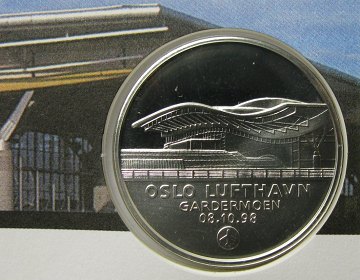 OSLO LUFTHAVN
GARDERMOEN
08.10.98